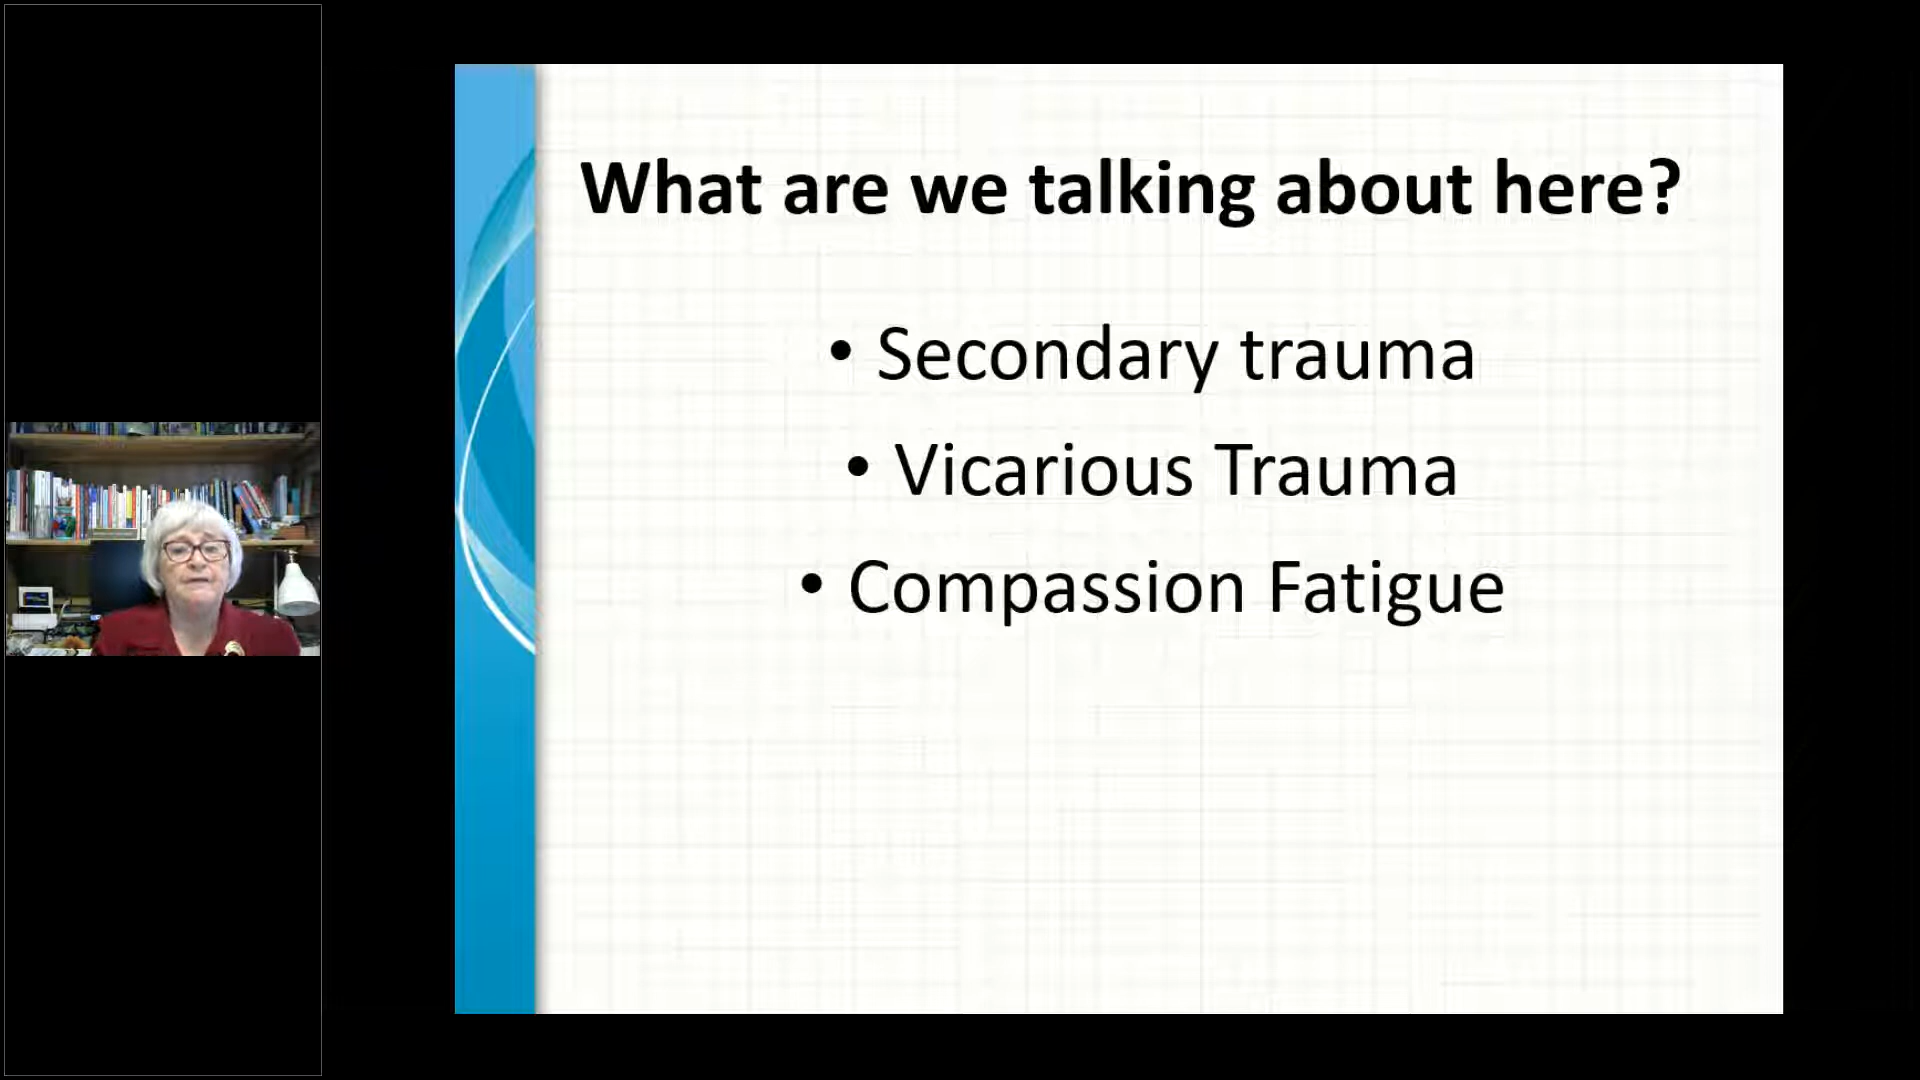 What are we talking about here?
• Secondary trauma
• Vicarious Trauma
• Compassion Fatigue